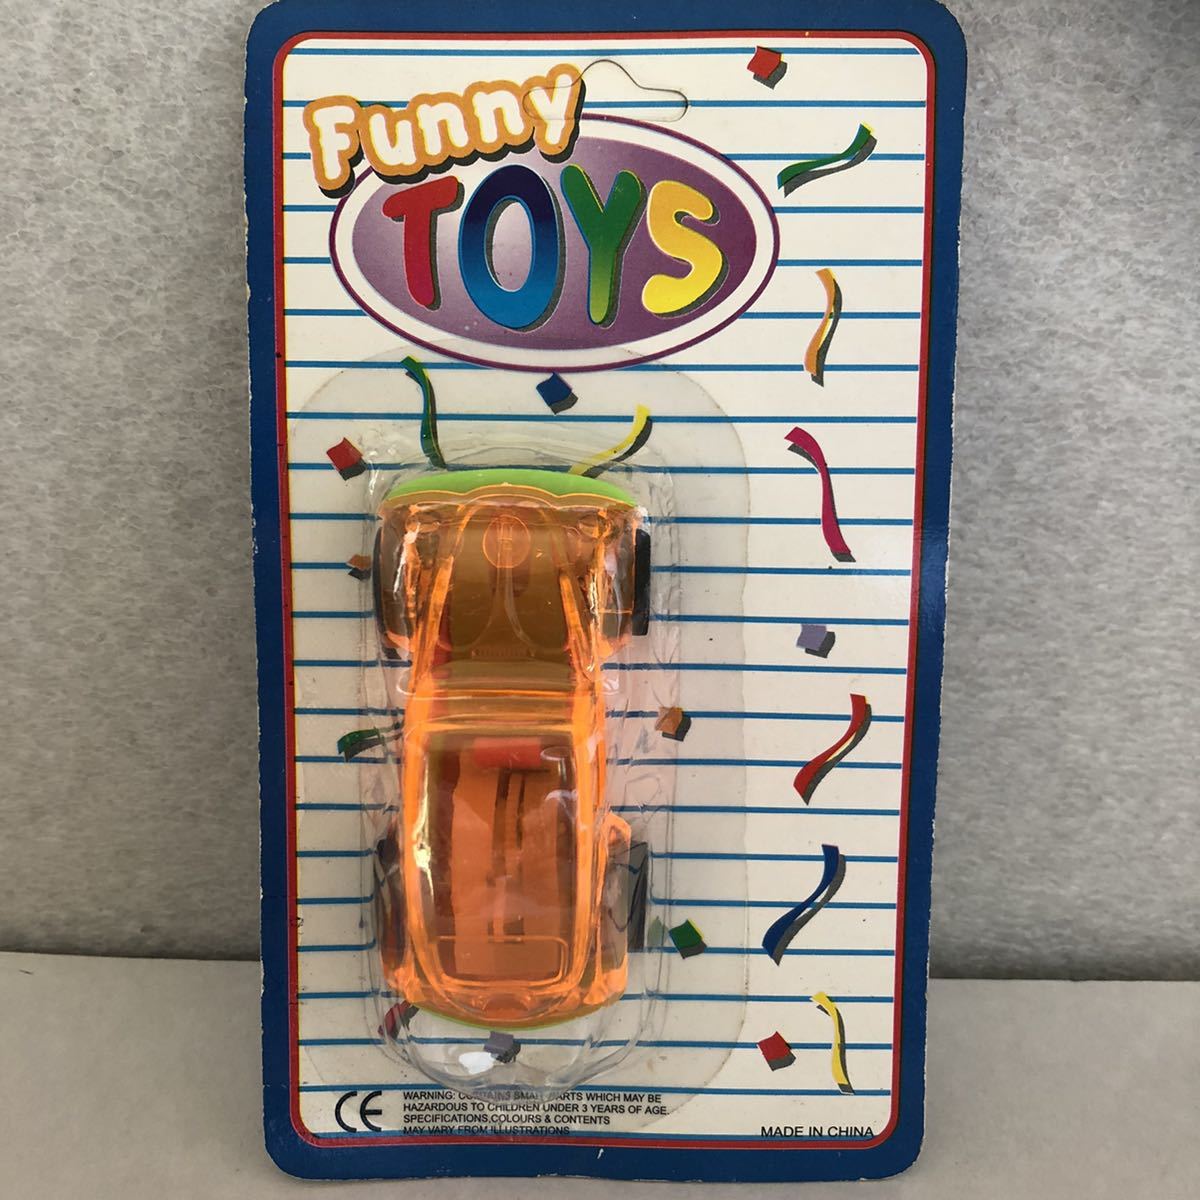 Funny
TOYS
CE
WARNING: CONTAINS SMALL PARTS WHICH MAY BE
HAZARDOUS TO CHILDREN UNDER 3 YEARS OF AGE.
SPECIFICATIONS,COLOURS & CONTENTS
MAY VARY FROM ILLUSTRATIONS
MADE IN CHINA